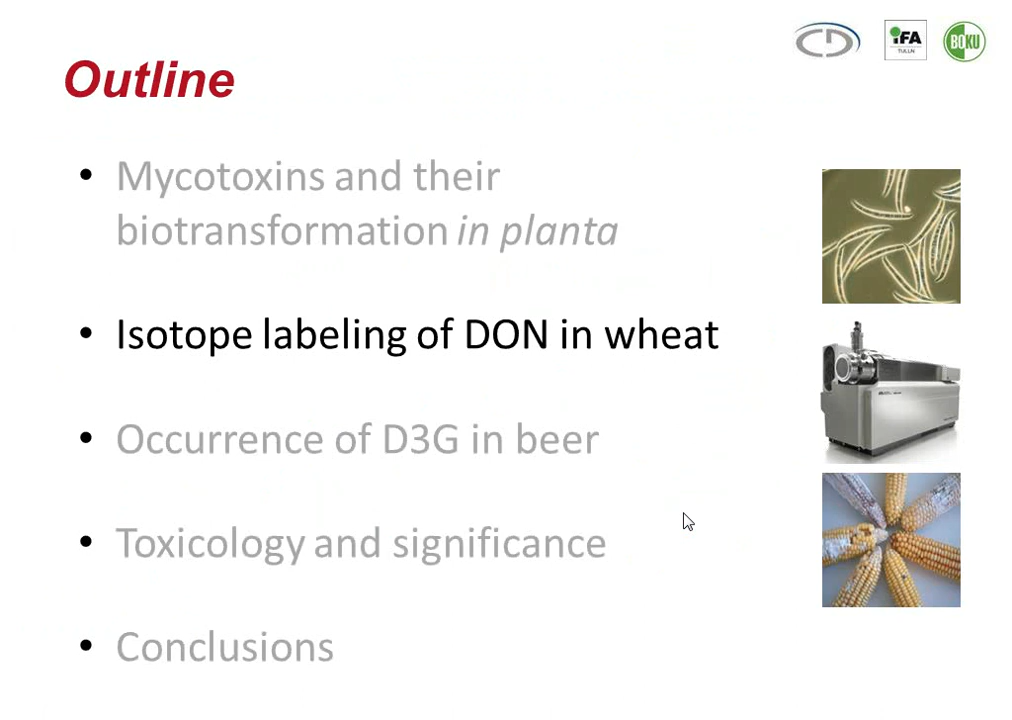 CD
iFA
TULLN
BOKU
Outline
• Mycotoxins and their
biotransformation in planta
• Isotope labeling of DON in wheat
• Occurrence of D3G in beer
• Toxicology and significance
• Conclusions